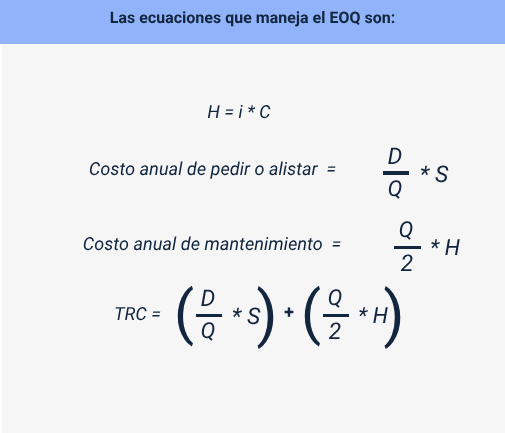 Las ecuaciones que maneja el EOQ son:
H = i * C
Costo anual de pedir o alistar = D/Q * S
Costo anual de mantenimiento = Q/2 * H
TRC = (D/Q * S) + (Q/2 * H)